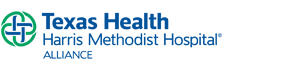 Texas Health
Harris Methodist Hospital®
ALLIANCE